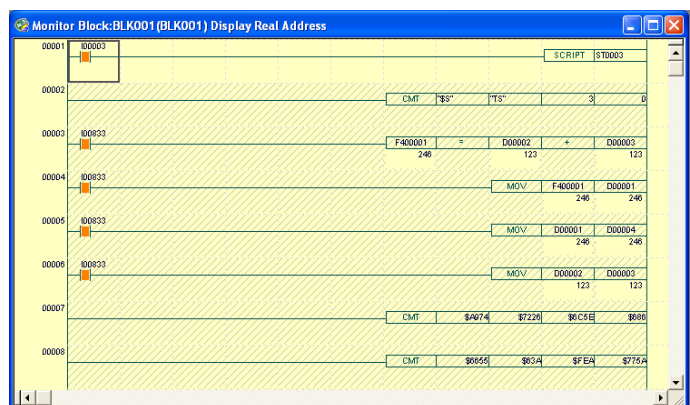 Monitor Block:BLK001(BLK001) Display Real Address
00001 I00003 SCRIPT ST0003
00002 CMT "$S" "TS" 3 0
00003 I00833 F400001 = D00002 + D00003
246 123 123
00004 I00833 MOV F400001 D00001
246 246
00005 I00833 MOV D00001 D00004
246 246
00006 I00833 MOV D00002 D00003
123 123
00007 CMT $A074 $7226 $6C5E $686
00008 CMT $6655 $63A $FEA $775A